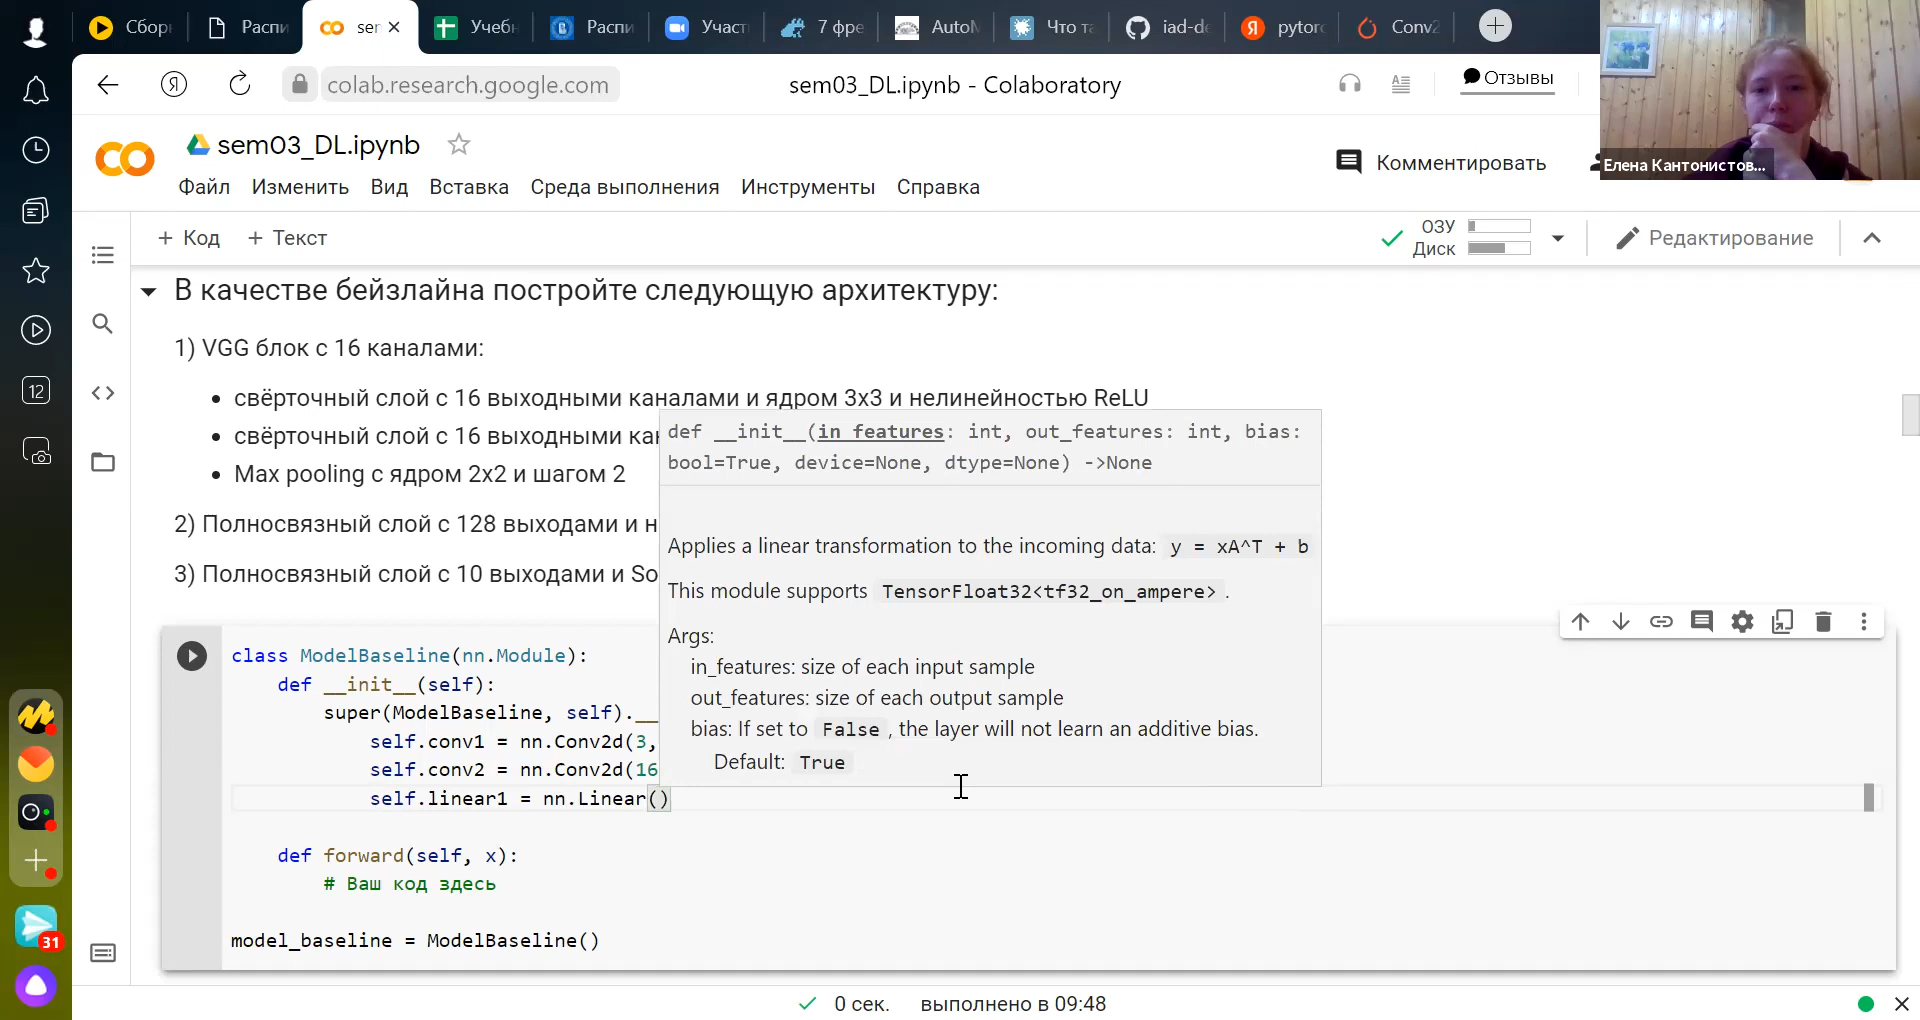 Сборн
Распи
ser
Учебн
Распи
Участ
7 фре
AutoM
Что та
iad-de
pytorc
Conv2
colab.research.google.com
sem03_DL.ipynb - Colaboratory
Отзывы
Елена Кантонистов...
sem03_DL.ipynb
Комментировать
Файл Изменить Вид Вставка Среда выполнения Инструменты Справка
+ Код + Текст
ОЗУ
Диск
Редактирование
В качестве бейзлайна постройте следующую архитектуру:
1) VGG блок с 16 каналами:
• свёрточный слой с 16 выходными каналами и ядром 3x3 и нелинейностью ReLU
• свёрточный слой с 16 выходными ка
• Max pooling с ядром 2x2 и шагом 2
2) Полносвязный слой с 128 выходами и н
3) Полносвязный слой с 10 выходами и So
def __init__(in_features: int, out_features: int, bias:
bool=True, device=None, dtype=None) ->None
Applies a linear transformation to the incoming data: y = xA^T + b
This module supports TensorFloat32<tf32_on_ampere> .
Args:
in_features: size of each input sample
out_features: size of each output sample
bias: If set to False , the layer will not learn an additive bias.
Default: True
class ModelBaseline(nn.Module):
def __init__(self):
super(ModelBaseline, self).__
self.conv1 = nn.Conv2d(3,
self.conv2 = nn.Conv2d(16
self.linear1 = nn.Linear()
def forward(self, x):
# Ваш код здесь
model_baseline = ModelBaseline()
0 сек. выполнено в 09:48
12
31